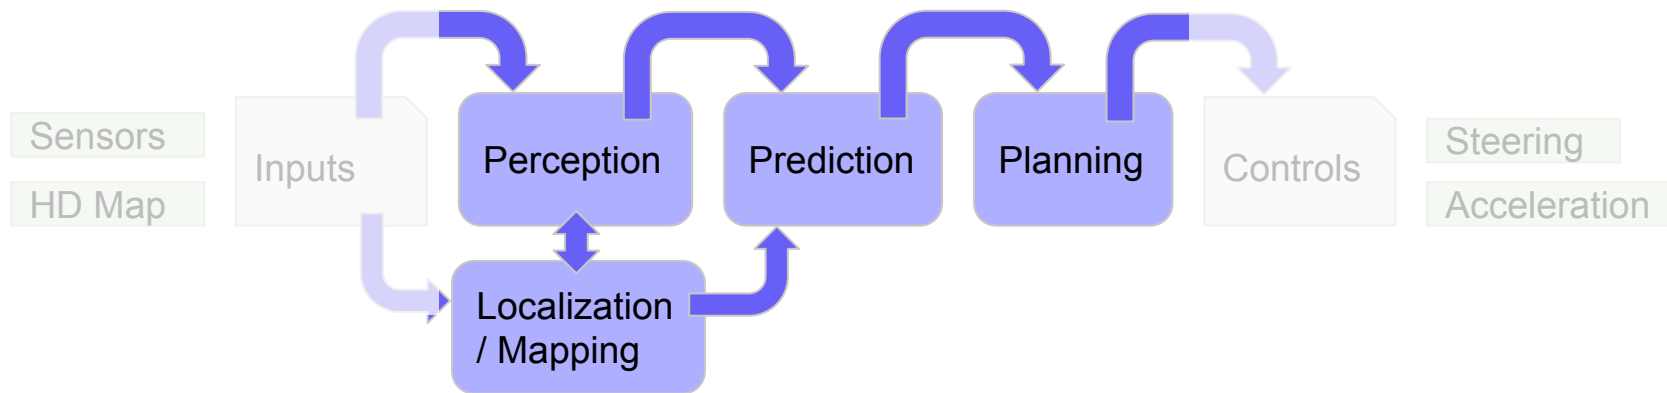 Sensors
HD Map
Inputs
Perception
Localization
/ Mapping
Prediction
Planning
Controls
Steering
Acceleration